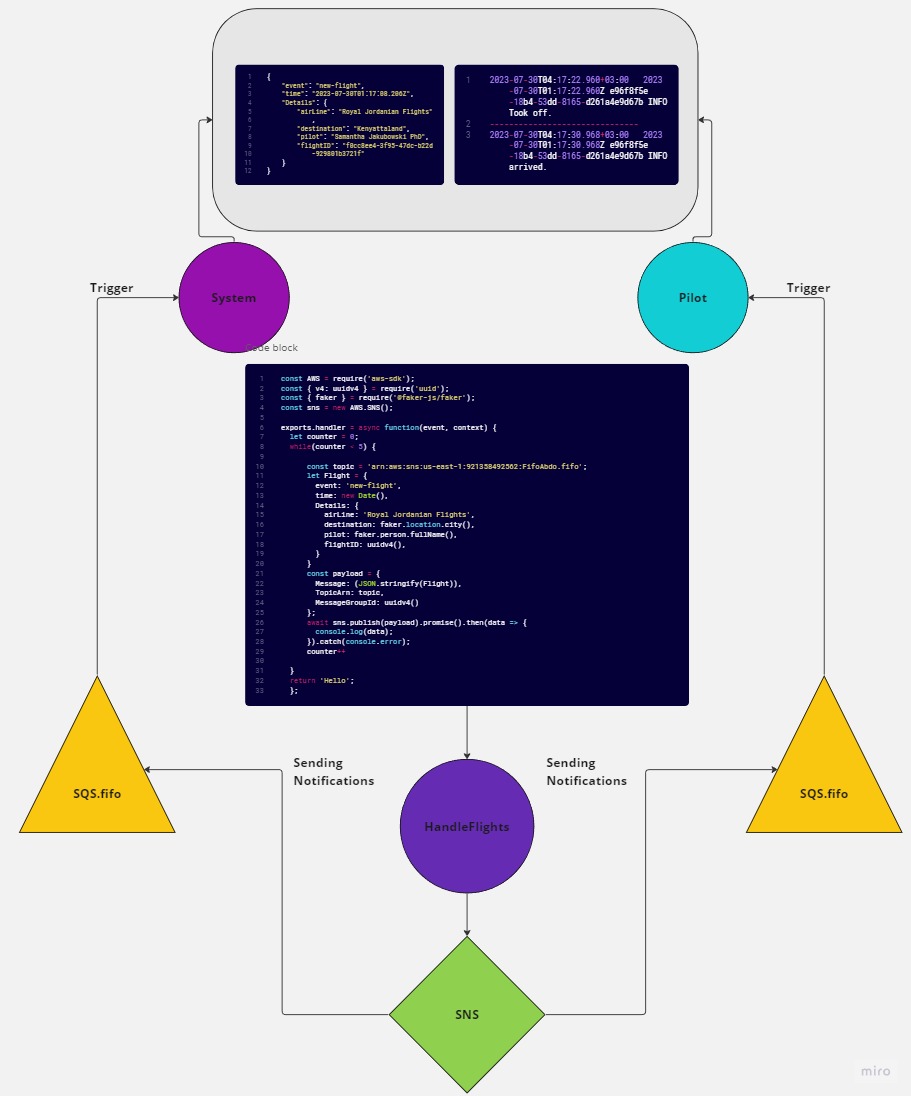 1 {
2 "event": "new-flight",
3 "time": "2023-07-30T01:17:08.206Z",
4 "Details": {
5 "airLine": "Royal Jordanian Flights"
6 ,
7 "destination": "Kenyattaland",
8 "pilot": "Samantha Jakubowski PhD",
9 "flightID": "f0cc8ee4-3f95-47dc-b22d
10 -929801b3721f"
11 }
12 }
1 2023-07-30T04:17:22.960+03:00 2023
-07-30T01:17:22.960Z e96f8f5e
-18b4-53dd-8165-d261a4e9d67b INFO
Took off.
2 ----------------------------------
3 2023-07-30T04:17:30.968+03:00 2023
-07-30T01:17:30.968Z e96f8f5e
-18b4-53dd-8165-d261a4e9d67b INFO
arrived.
Trigger
System
Pilot
Trigger
Code block
1 const AWS = require('aws-sdk');
2 const { v4: uuidv4 } = require('uuid');
3 const { faker } = require('@faker-js/faker');
4 const sns = new AWS.SNS();
5
6 exports.handler = async function(event, context) {
7 let counter = 0;
8 while(counter < 5) {
9
10 const topic = 'arn:aws:sns:us-east-1:921358492562:FifoAbdo.fifo';
11 let Flight = {
12 event: 'new-flight',
13 time: new Date(),
14 Details: {
15 airLine: 'Royal Jordanian Flights',
16 destination: faker.location.city(),
17 pilot: faker.person.fullName(),
18 flightID: uuidv4(),
19 }
20 }
21 const payload = {
22 Message: (JSON.stringify(Flight)),
23 TopicArn: topic,
24 MessageGroupId: uuidv4()
25 };
26 await sns.publish(payload).promise().then(data => {
27 console.log(data);
28 }).catch(console.error);
29 counter++
30
31 }
32 return 'Hello';
33 };
Sending
Notifications
Sending
Notifications
SQS.fifo
HandleFlights
SQS.fifo
SNS
miro